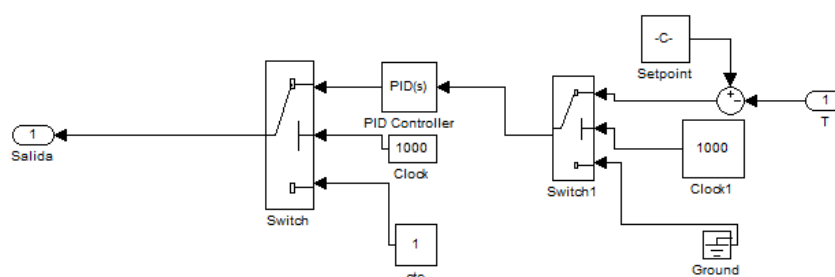 -C-
Setpoint
+
−
1
T
PID(s)
PID Controller
1000
Clock
Switch1
1000
Clock1
1
Salida
Switch
1
Ground